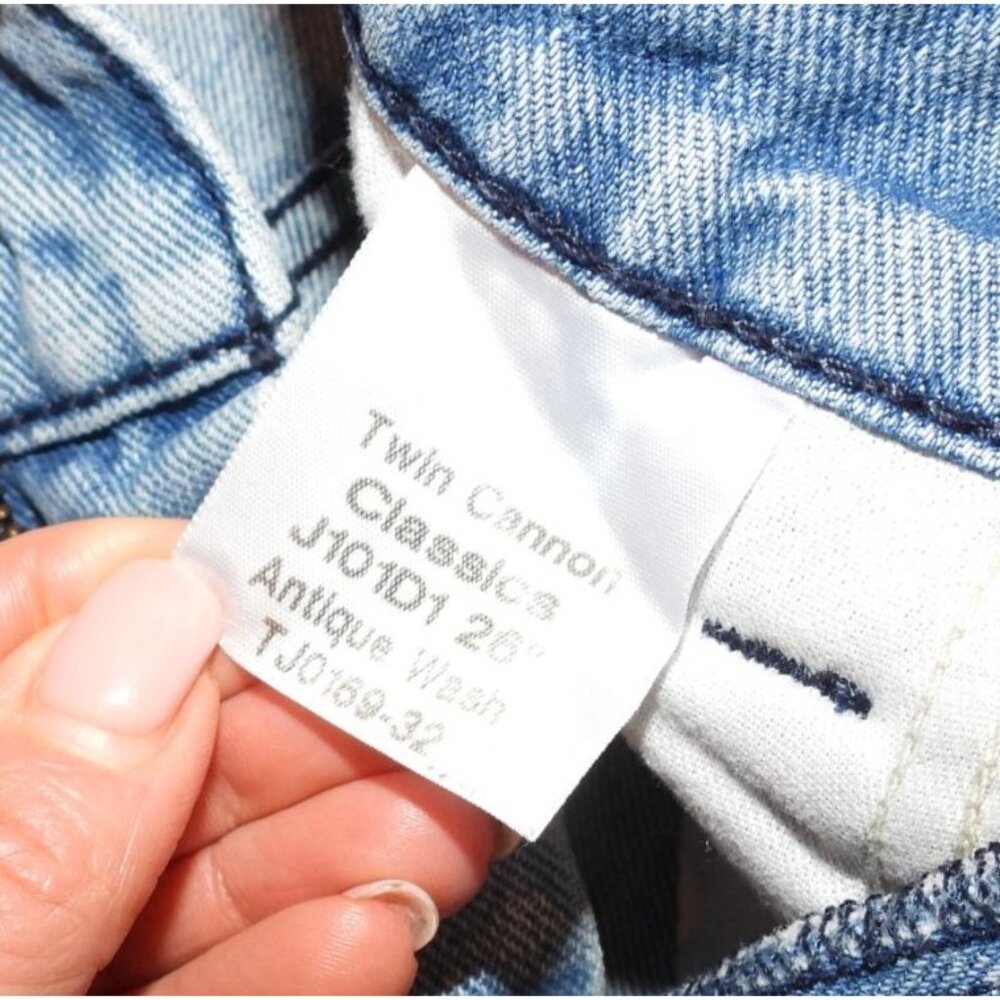 Twin Cannon
Classics
J101D1 26"
Antique Wash
TJ0169-32